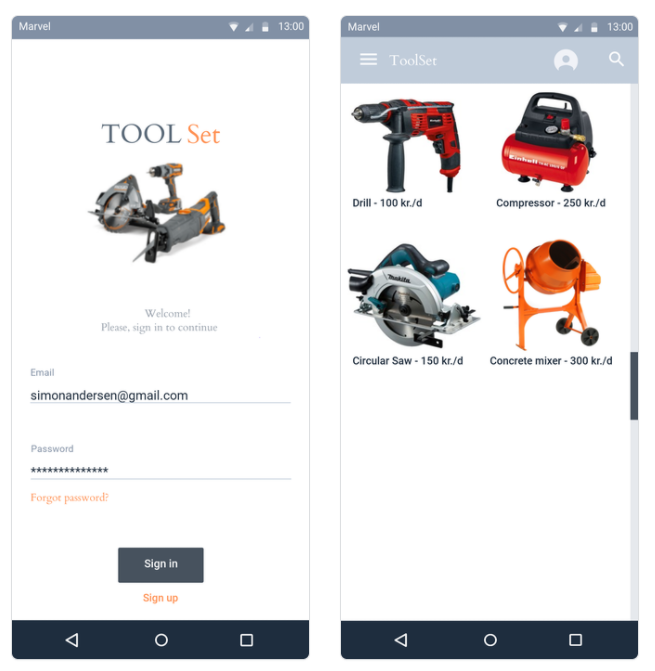 Marvel 13:00
TOOL Set
Welcome!
Please, sign in to continue
Email
simonandersen@gmail.com
Password
**************
Forgot password?
Sign in
Sign up
Marvel 13:00
ToolSet
Einhell
Drill - 100 kr./d Compressor - 250 kr./d
Makita
Circular Saw - 150 kr./d Concrete mixer - 300 kr./d